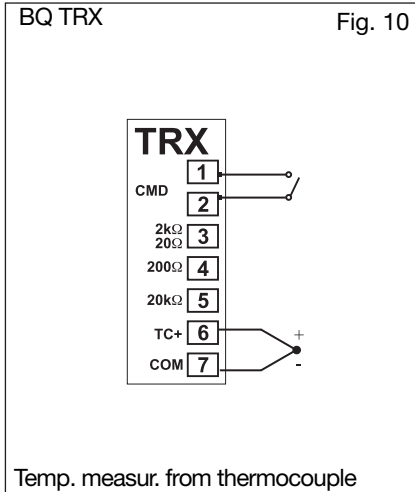 BQ TRX
Fig. 10
TRX
CMD
1
2
2kΩ
20Ω
3
200Ω 4
20kΩ 5
TC+ 6
+
COM 7
-
Temp. measur. from thermocouple